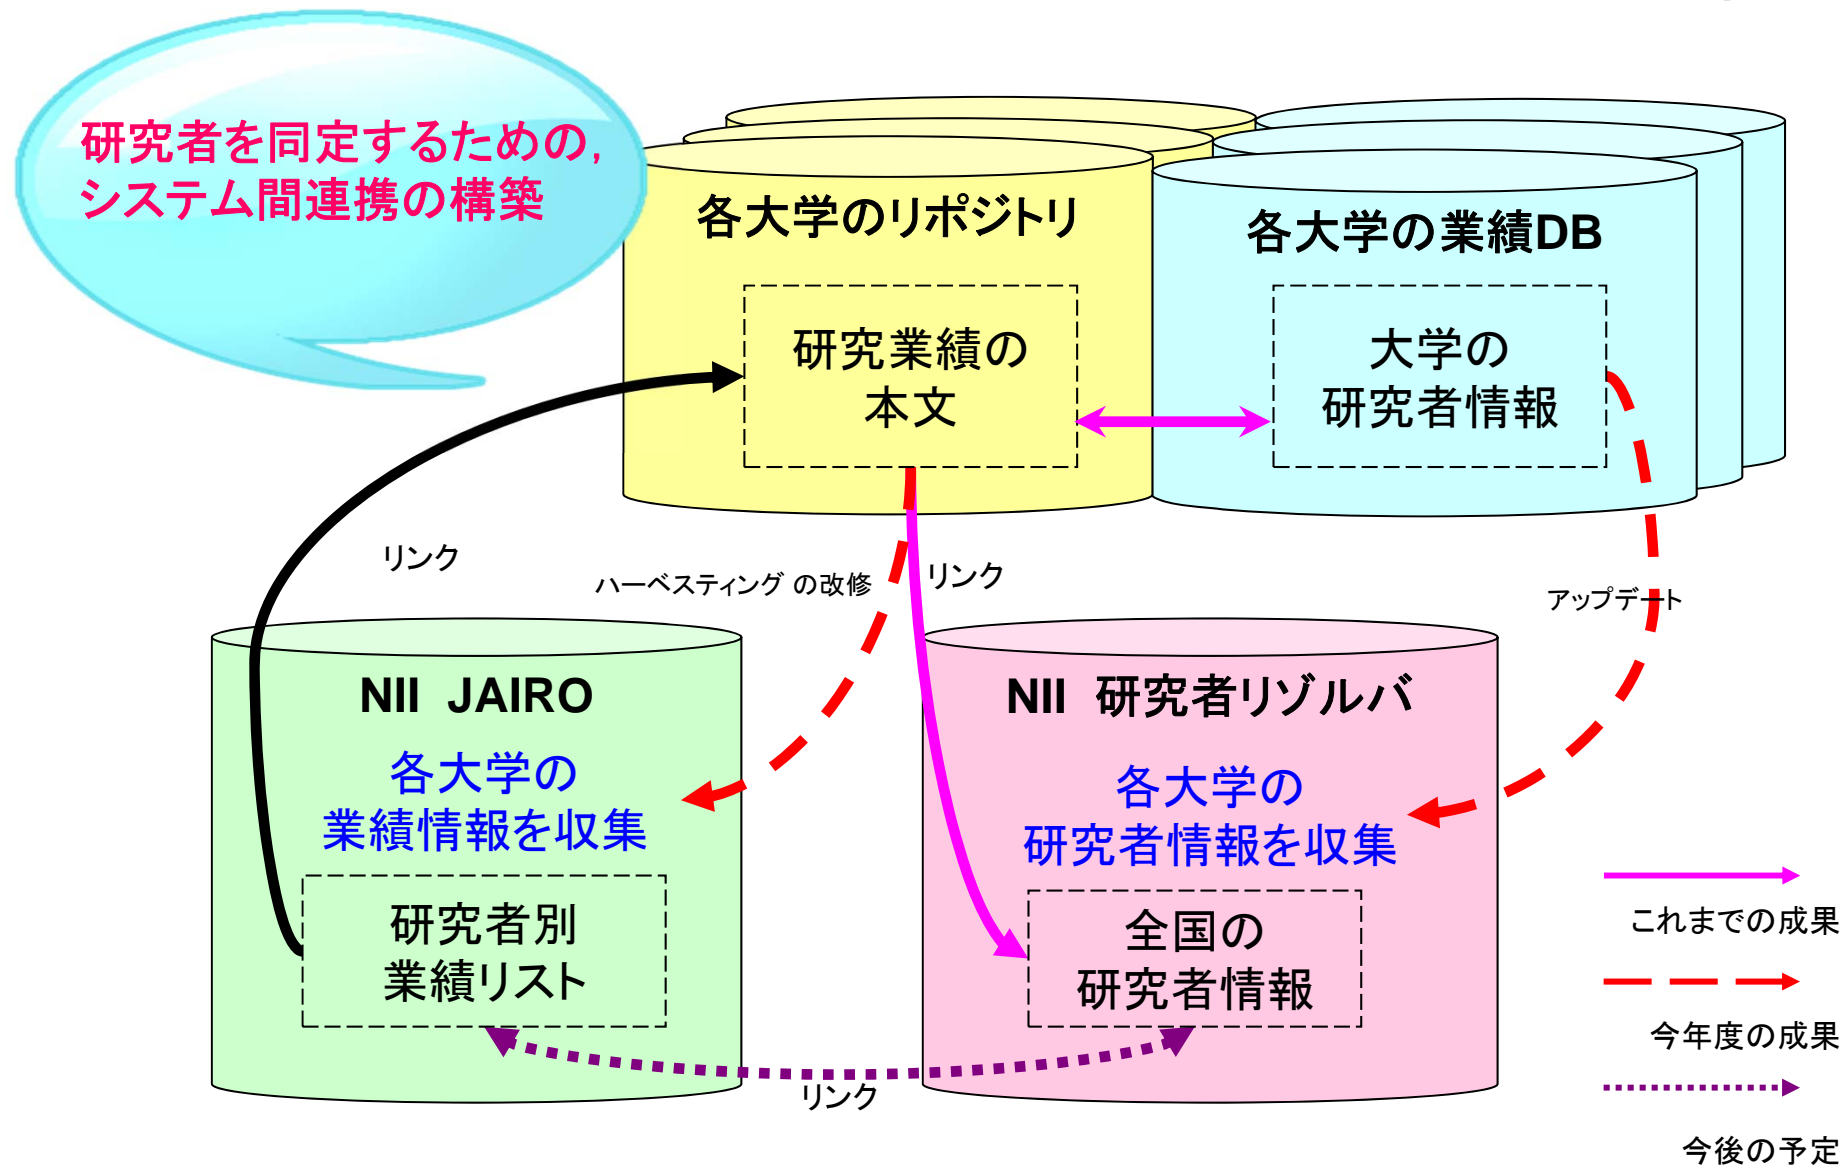 研究者を同定するための,
システム間連携の構築
各大学のリポジトリ
研究業績の
本文
各大学の業績DB
大学の
研究者情報
リンク
ハーベスティング の改修
リンク
アップデート
NII JAIRO
各大学の
業績情報を収集
研究者別
業績リスト
NII 研究者リゾルバ
各大学の
研究者情報を収集
全国の
研究者情報
リンク
これまでの成果
今年度の成果
今後の予定